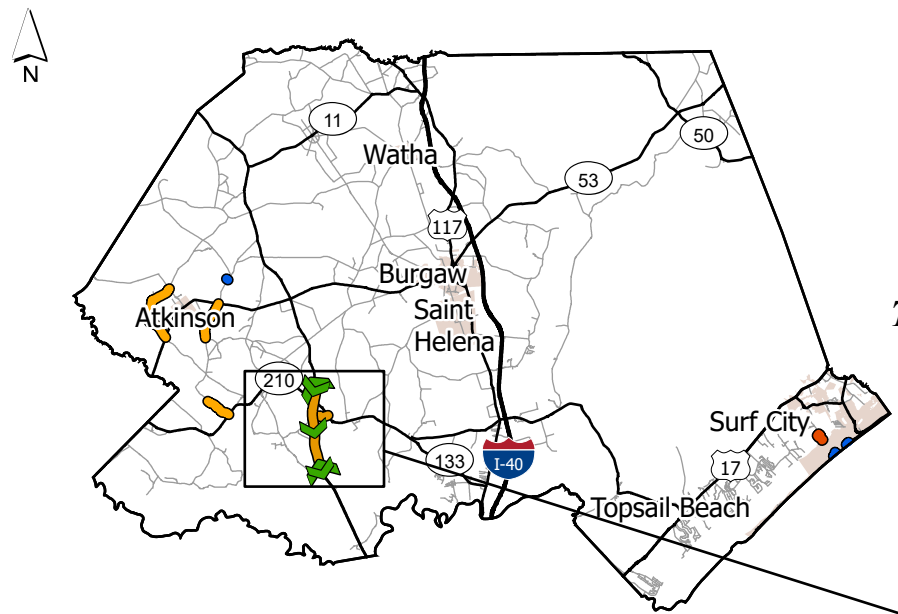 N
11
50
Watha
53
117
Burgaw
Saint
Helena
Atkinson
T
210
Surf City
133
I-40
17
Topsail Beach